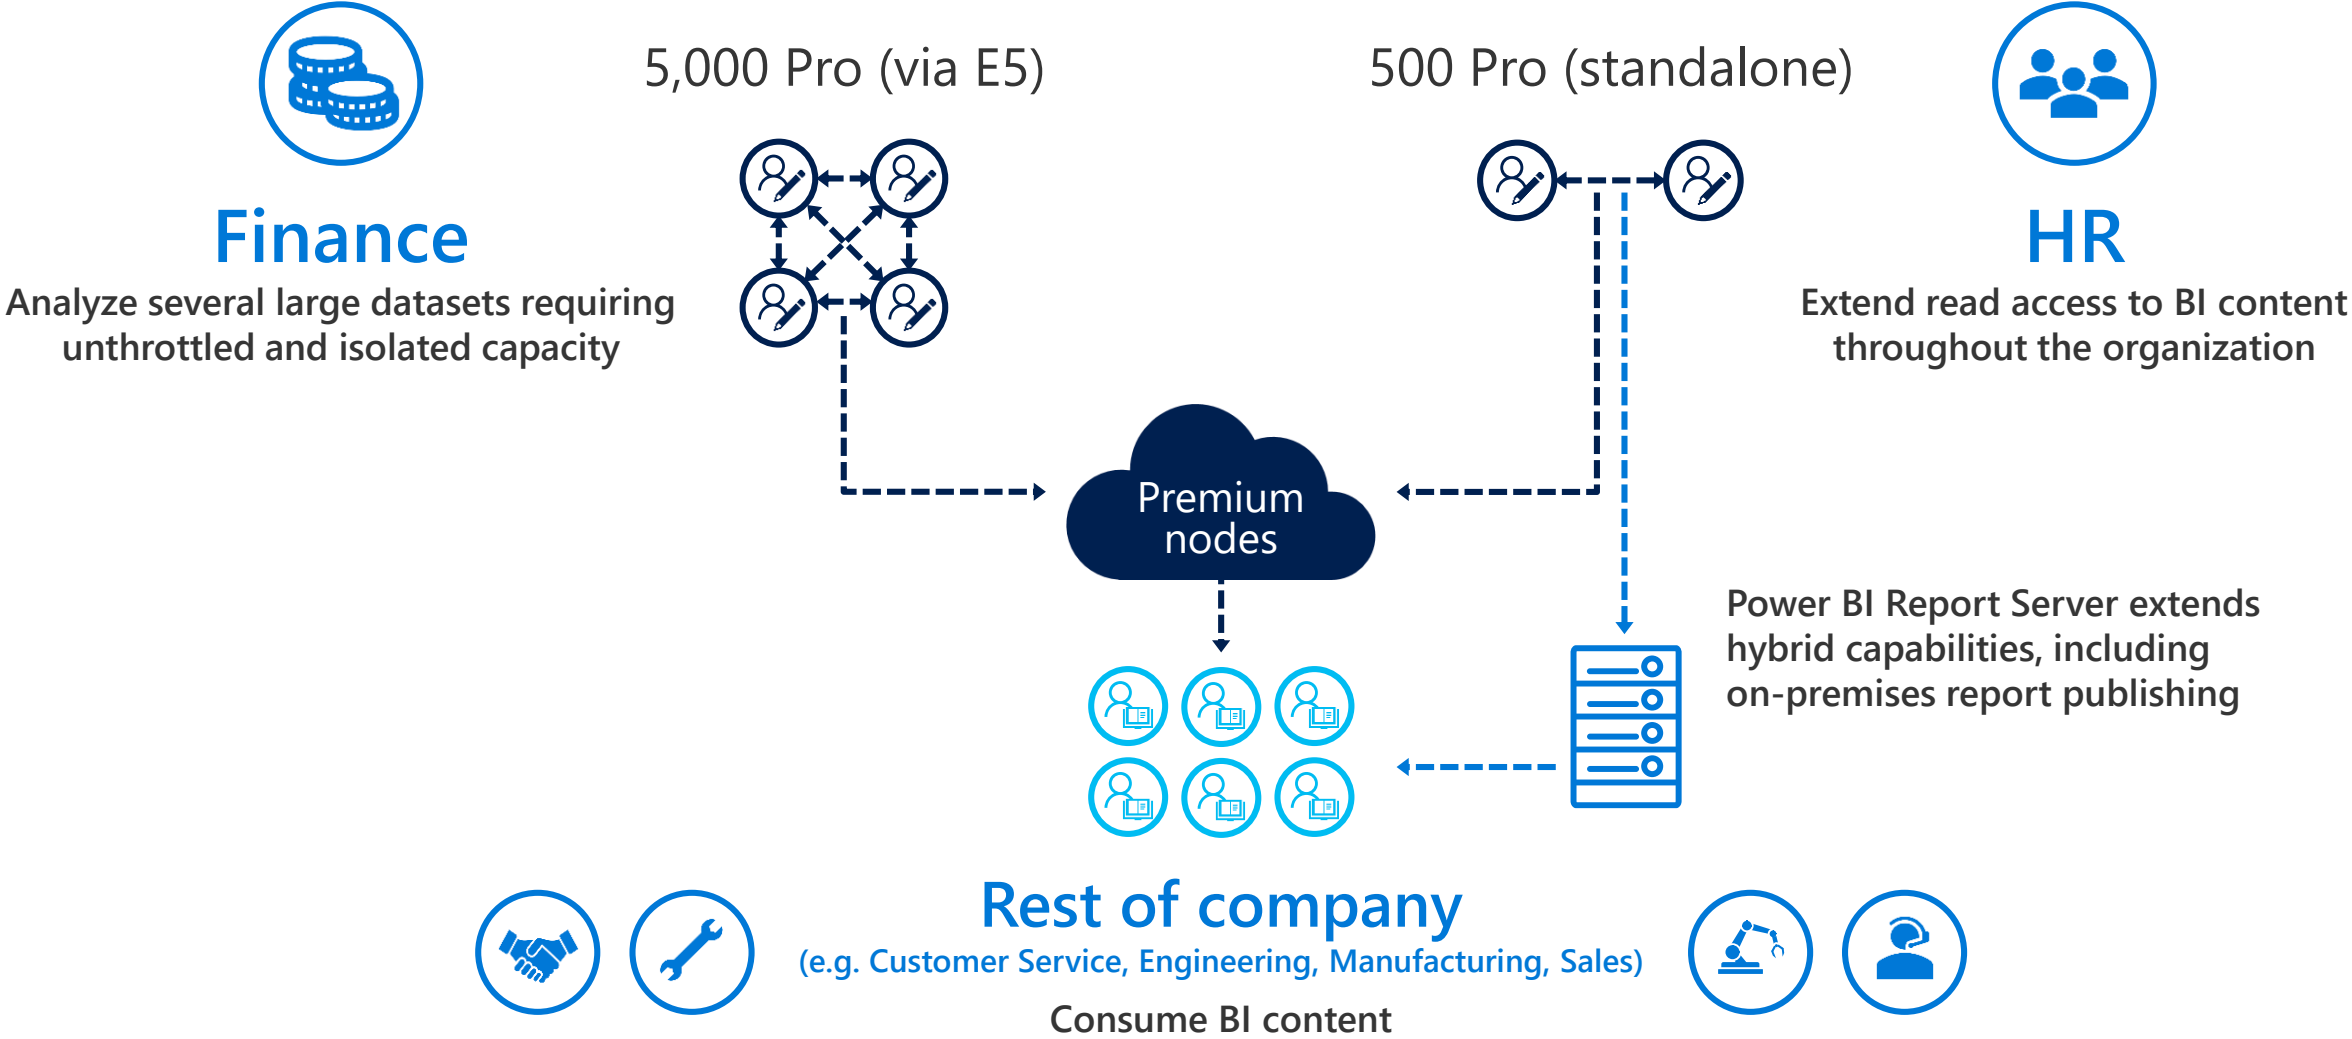 5,000 Pro (via E5)
500 Pro (standalone)
Finance
Analyze several large datasets requiring
unthrottled and isolated capacity
HR
Extend read access to BI content
throughout the organization
Premium
nodes
Power BI Report Server extends
hybrid capabilities, including
on-premises report publishing
Rest of company
(e.g. Customer Service, Engineering, Manufacturing, Sales)
Consume BI content